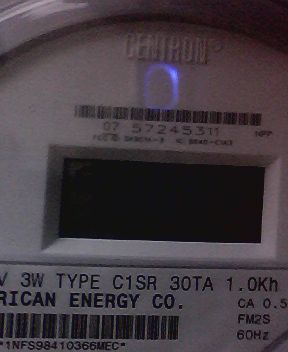 CENTRON®
07 57245311
V 3W TYPE C1SR 30TA 1.0Kh
RICAN ENERGY CO.
CA 0.5
FM2S
60Hz
*1NFS98410366MEC*